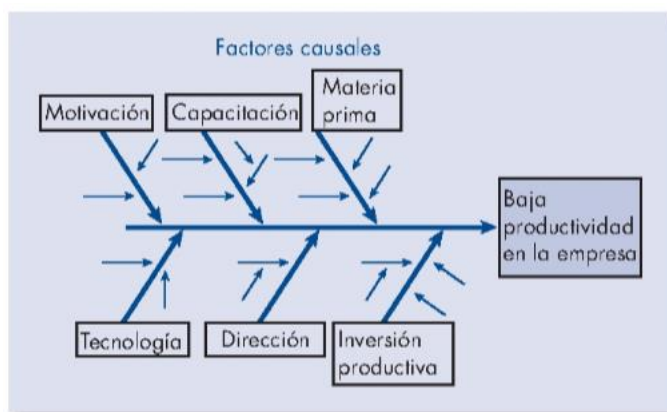 Factores causales
Motivación
Capacitación
Materia
prima
Baja
productividad
en la empresa
Tecnología
Dirección
Inversión
productiva